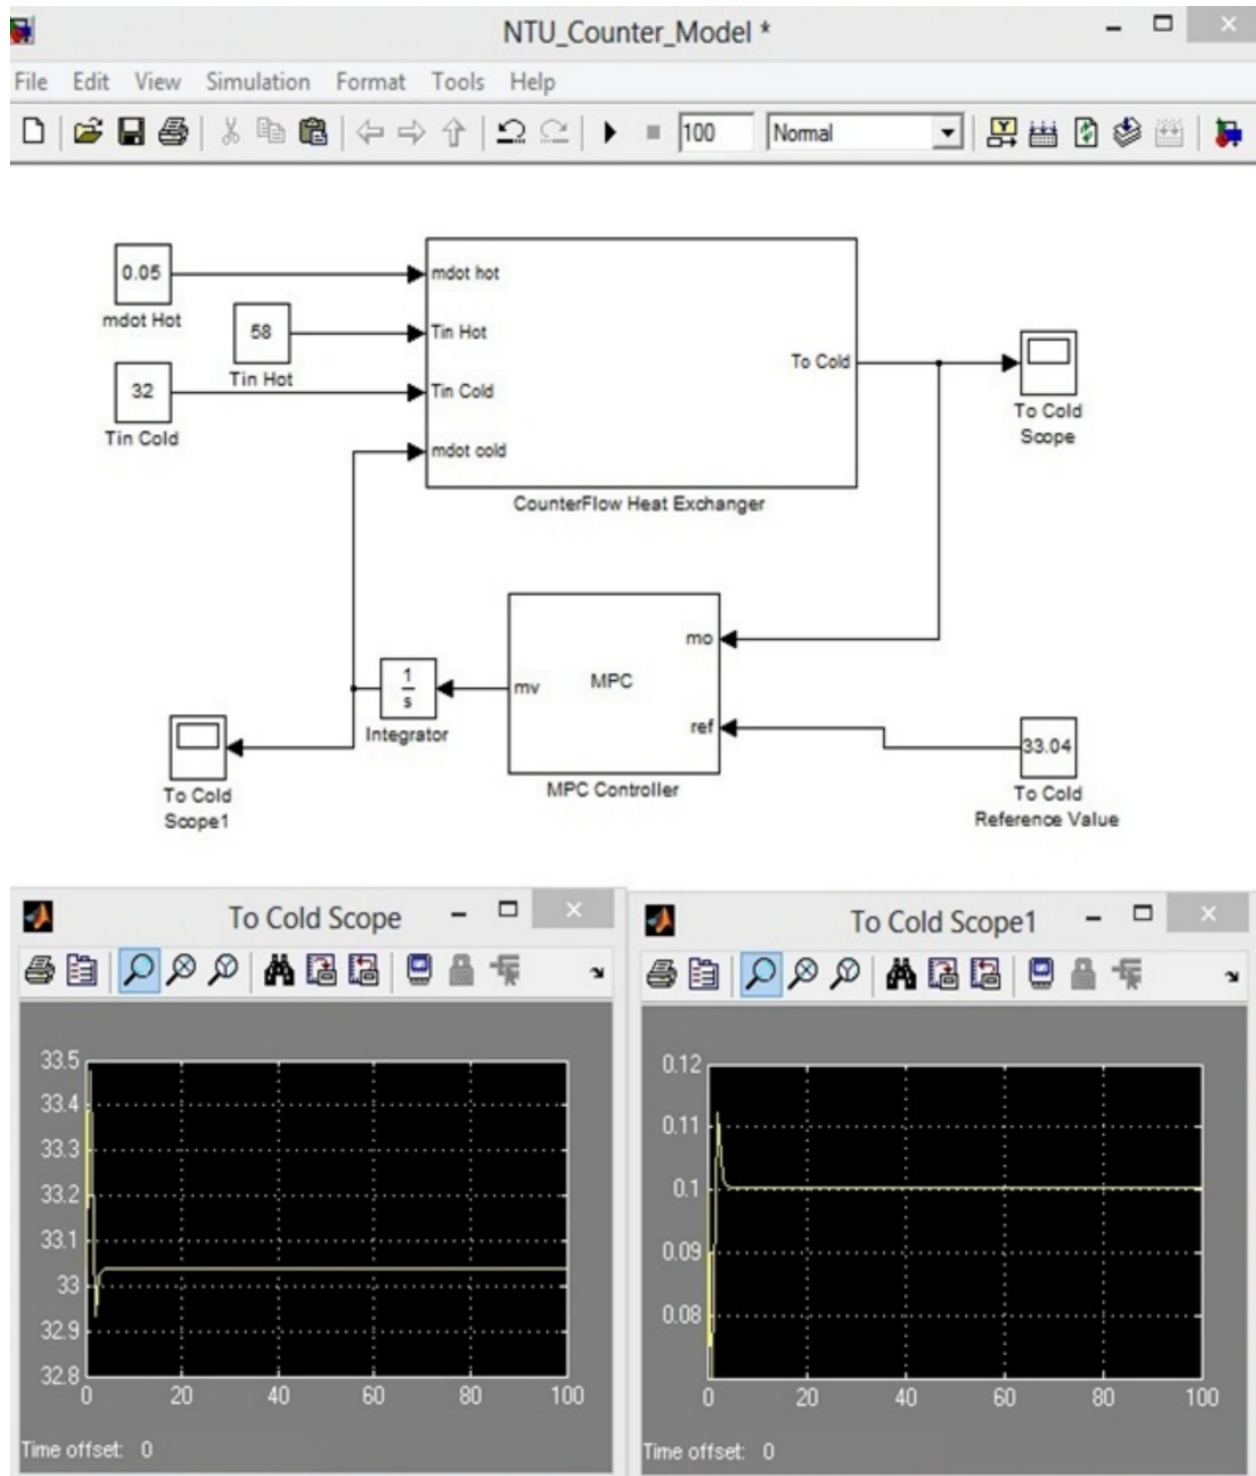 NTU_Counter_Model *
File Edit View Simulation Format Tools Help
100 Normal
0.05
mdot Hot
58
Tin Hot
32
Tin Cold
mdot hot
Tin Hot
Tin Cold
mdot cold
To Cold
CounterFlow Heat Exchanger
To Cold
Scope
mo
MPC
mv
ref
MPC Controller
1
s
Integrator
To Cold
Scope1
33.04
To Cold
Reference Value
To Cold Scope
33.5
33.4
33.3
33.2
33.1
33
32.9
32.8
0 20 40 60 80 100
Time offset: 0
To Cold Scope1
0.12
0.11
0.1
0.09
0.08
0 20 40 60 80 100
Time offset: 0